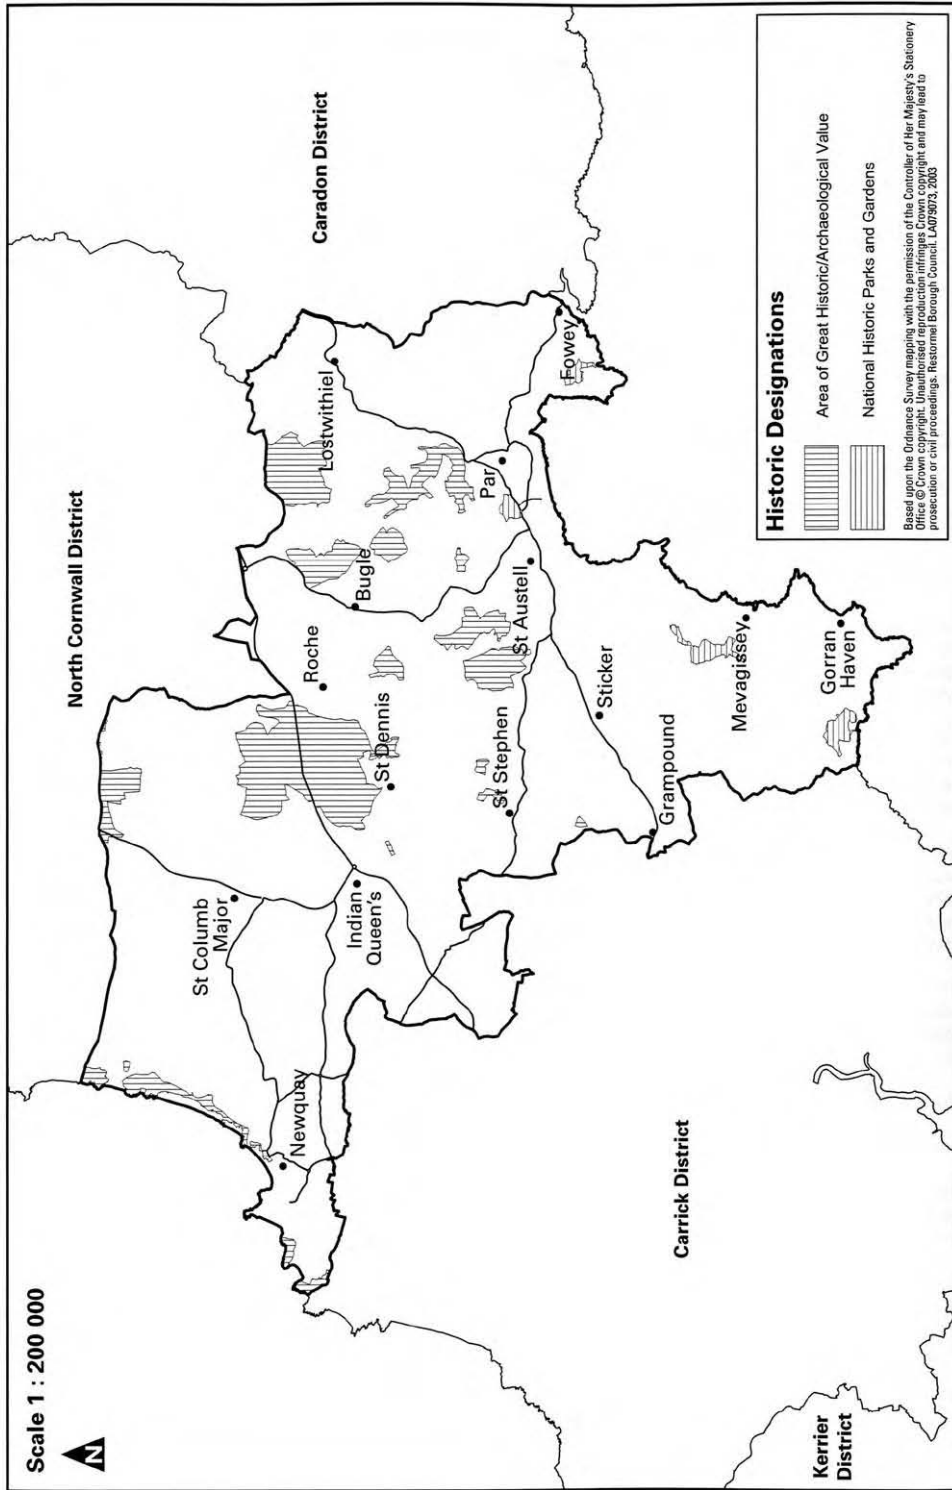 Scale 1 : 200 000
N
North Cornwall District
Caradon District
Carrick District
Kerrier
District
Newquay
St Columb
Major
Indian
Queen's
St Dennis
Roche
Bugle
Lostwithiel
St Stephen
St Austell
Par
Fowey
Sticker
Grampound
Mevagissey
Gorran
Haven
Historic Designations
Area of Great Historic/Archaeological Value
National Historic Parks and Gardens
Based upon the Ordnance Survey mapping with the permission of the Controller of Her Majesty's Stationery
Office © Crown copyright. Unauthorised reproduction infringes Crown copyright and may lead to
prosecution or civil proceedings. Restormel Borough Council. LA079073, 2003